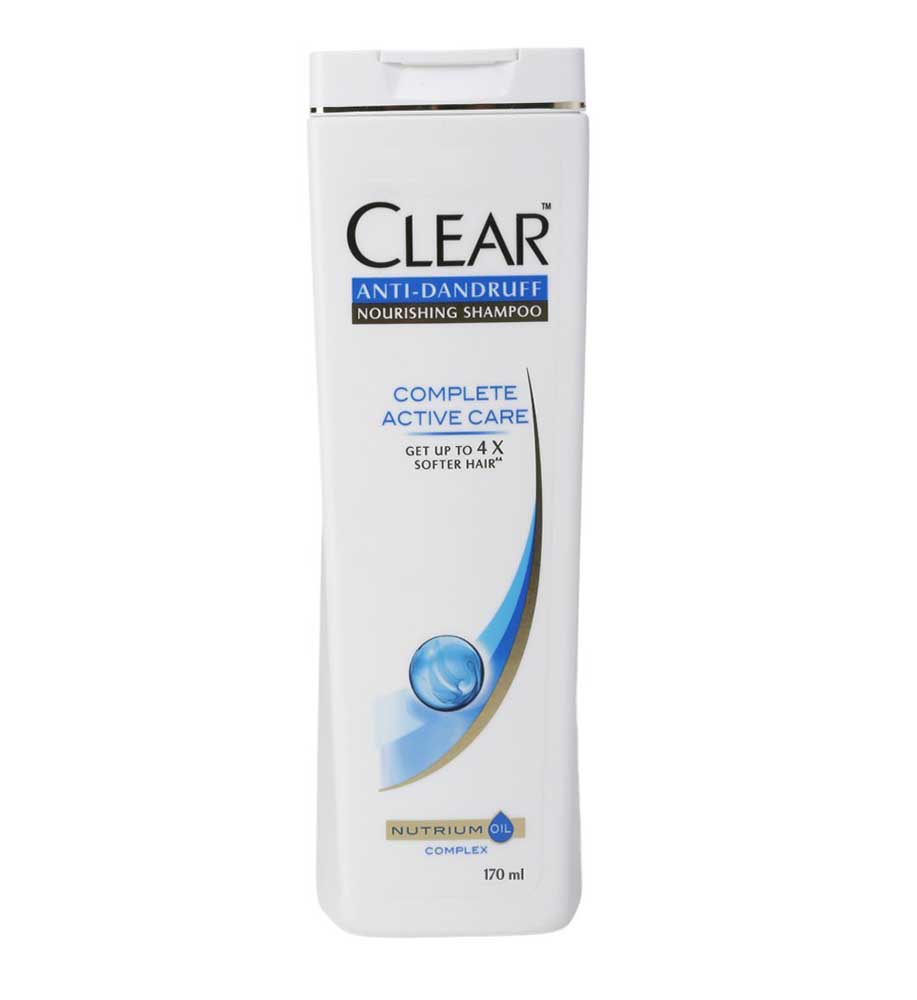 CLEAR™
ANTI-DANDRUFF
NOURISHING SHAMPOO
COMPLETE
ACTIVE CARE
GET UP TO 4 X
SOFTER HAIR^^
NUTRIUM OIL
COMPLEX
170 ml